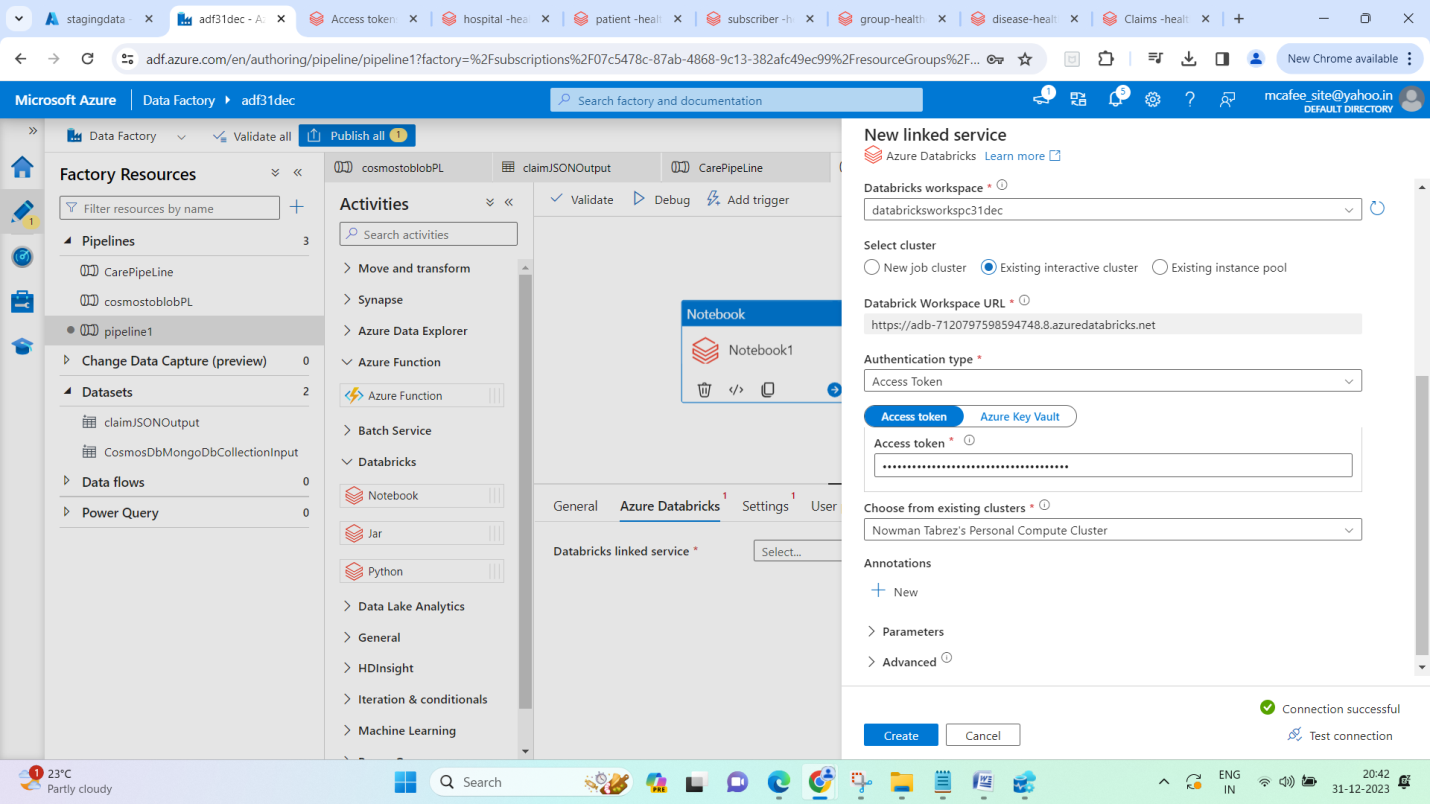 stagingdata -
adf31dec - Az
Access token
hospital -hea
patient -healt
subscriber -h
group-health
disease-healt
Claims -healt
adf.azure.com/en/authoring/pipeline/pipeline1?factory=%2Fsubscriptions%2F07c5478c-87ab-4868-9c13-382afc49ec99%2FresourceGroups%2F...
New Chrome available
Microsoft Azure
Data Factory
adf31dec
Search factory and documentation
1
5
mcafee_site@yahoo.in
DEFAULT DIRECTORY
Data Factory
Validate all
Publish all 1
1
Factory Resources
Filter resources by name
Pipelines 3
CarePipeLine
cosmostoblobPL
pipeline1
Change Data Capture (preview) 0
Datasets 2
claimJSONOutput
CosmosDbMongoDbCollectionInput
Data flows 0
Power Query 0
cosmostoblobPL
claimJSONOutput
CarePipeLine
Activities
Search activities
Move and transform
Synapse
Azure Data Explorer
Azure Function
Azure Function
Batch Service
Databricks
Notebook
Jar
Python
Data Lake Analytics
General
HDInsight
Iteration & conditionals
Machine Learning
Validate
Debug
Add trigger
Notebook
Notebook1
General
Azure Databricks 1
Settings 1
User
Databricks linked service *
Select...
New linked service
Azure Databricks Learn more
Databricks workspace *
databricksworkspc31dec
Select cluster
New job cluster
Existing interactive cluster
Existing instance pool
Databrick Workspace URL *
https://adb-7120797598594748.8.azuredatabricks.net
Authentication type *
Access Token
Access token
Azure Key Vault
Access token *
••••••••••••••••••••••••••••••••••••••
Choose from existing clusters *
Nowman Tabrez's Personal Compute Cluster
Annotations
New
Parameters
Advanced
Connection successful
Create
Cancel
Test connection
1
23°C
Partly cloudy
Search
PRE
ENG
IN
20:42
31-12-2023